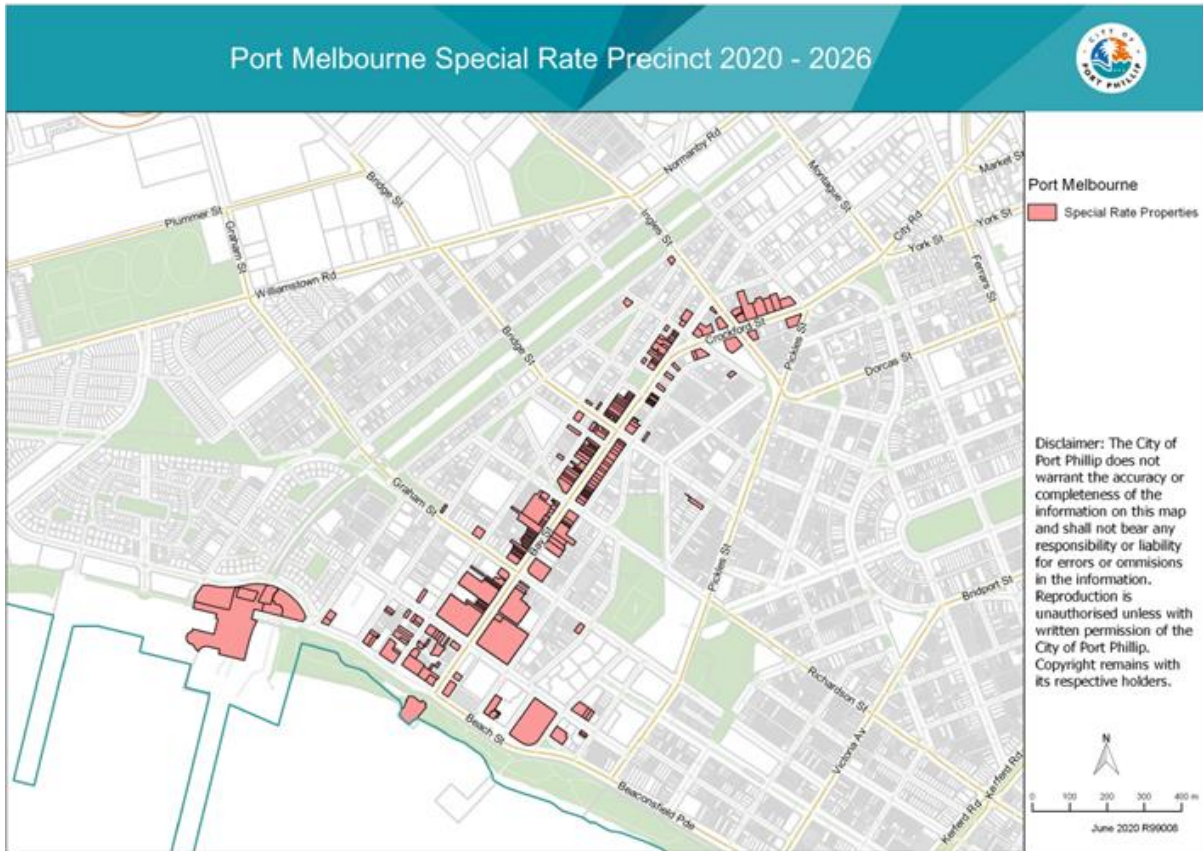 Port Melbourne Special Rate Precinct 2020 - 2026
CITY OF
PORT PHILLIP
Normanby Rd
Montague St
Market St
Bridge St
Plummer St
Graham St
Ingles St
City Rd
York St
York St
Ferrars St
Williamstown Rd
Bridge St
Crockford St
Pickles St
Dorcas St
Graham St
Bay St
Pickles St
Bridport St
Richardson St
Beach St
Victoria Av
Beaconsfield Pde
Kerferd Rd
Kerferd Rd
Port Melbourne
Special Rate Properties
Disclaimer: The City of
Port Phillip does not
warrant the accuracy or
completeness of the
information on this map
and shall not bear any
responsibility or liability
for errors or ommisions
in the information.
Reproduction is
unauthorised unless with
written permission of the
City of Port Phillip.
Copyright remains with
its respective holders.
N
0 100 200 300 400 m
June 2020 R99006